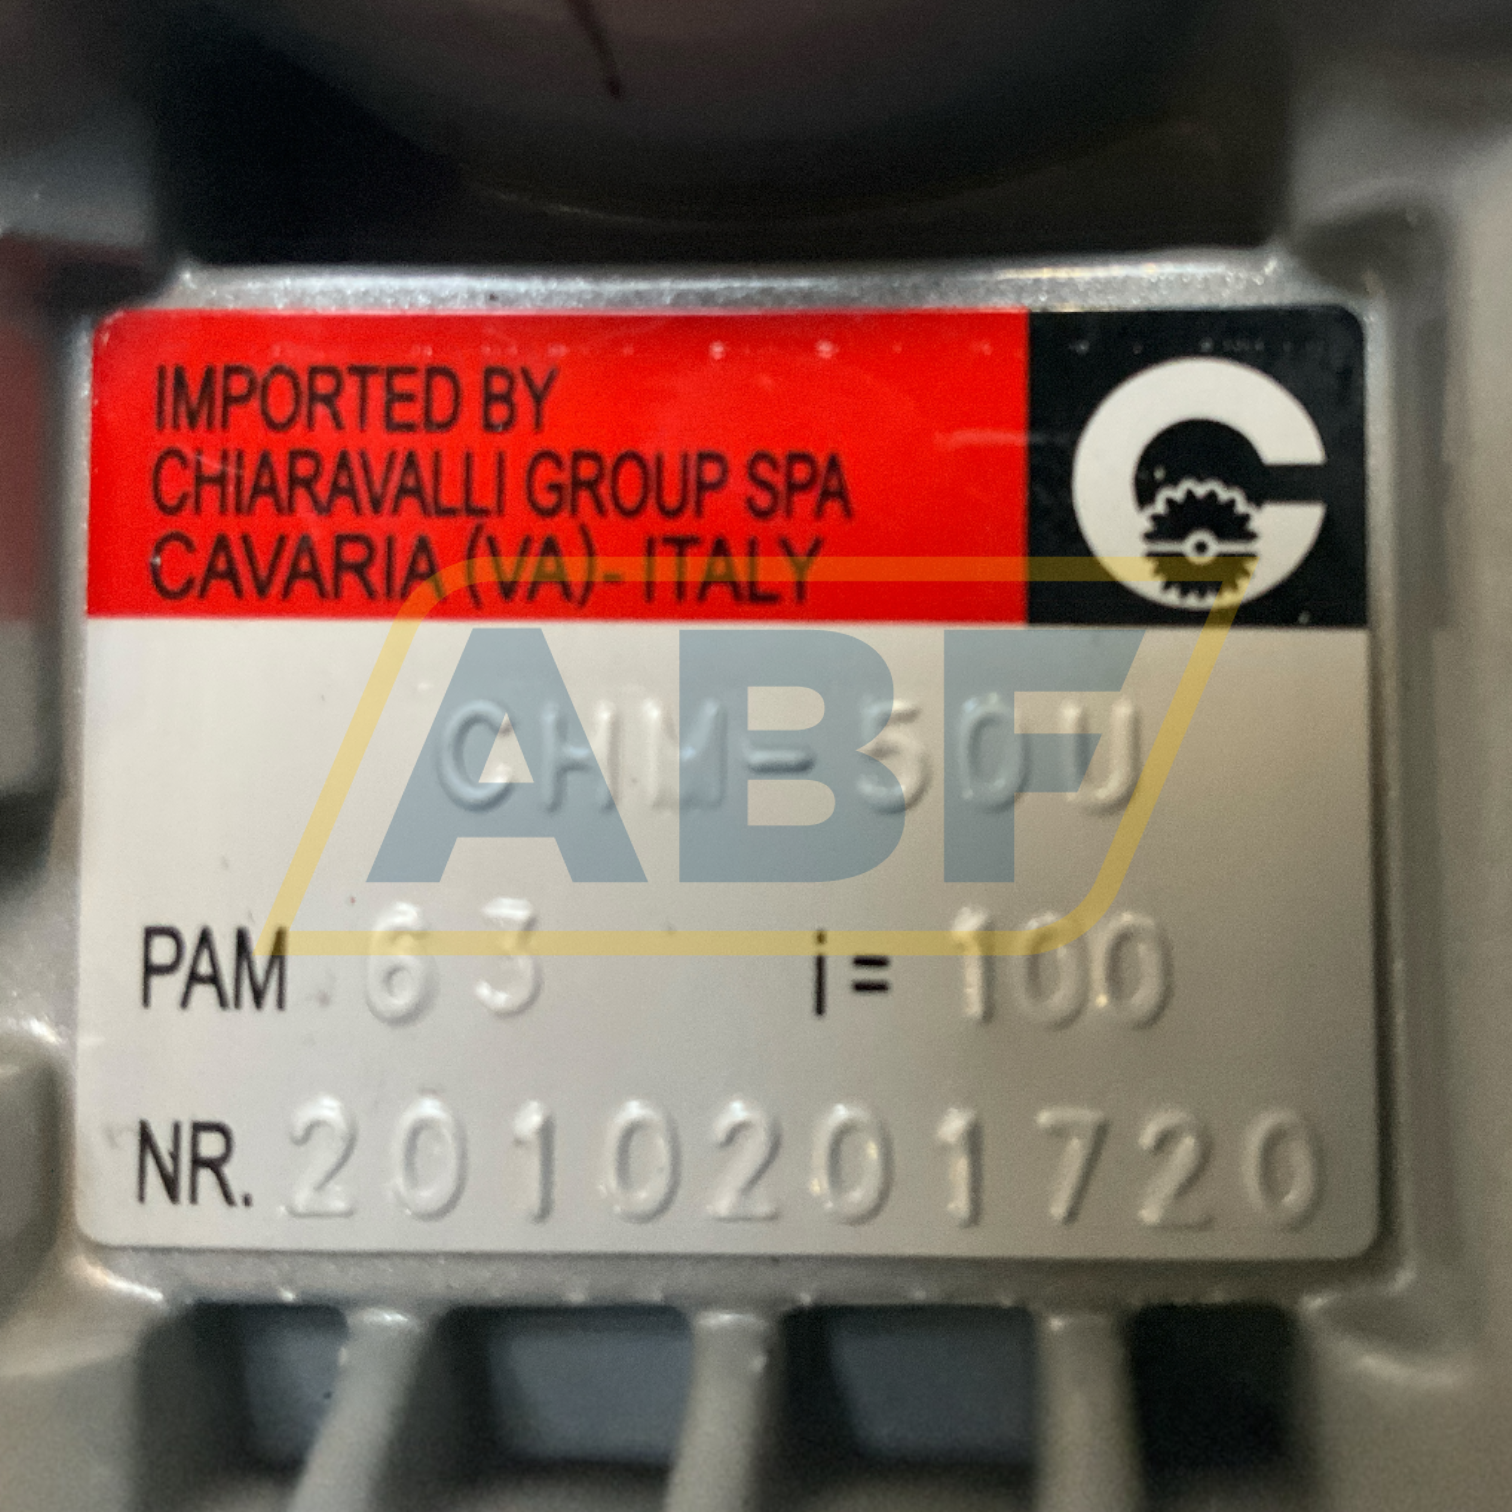 IMPORTED BY
CHIARAVALLI GROUP SPA
CAVARIA (VA)- ITALY
ABF
CHM-50U
PAM 63 i= 100
NR. 2010201720